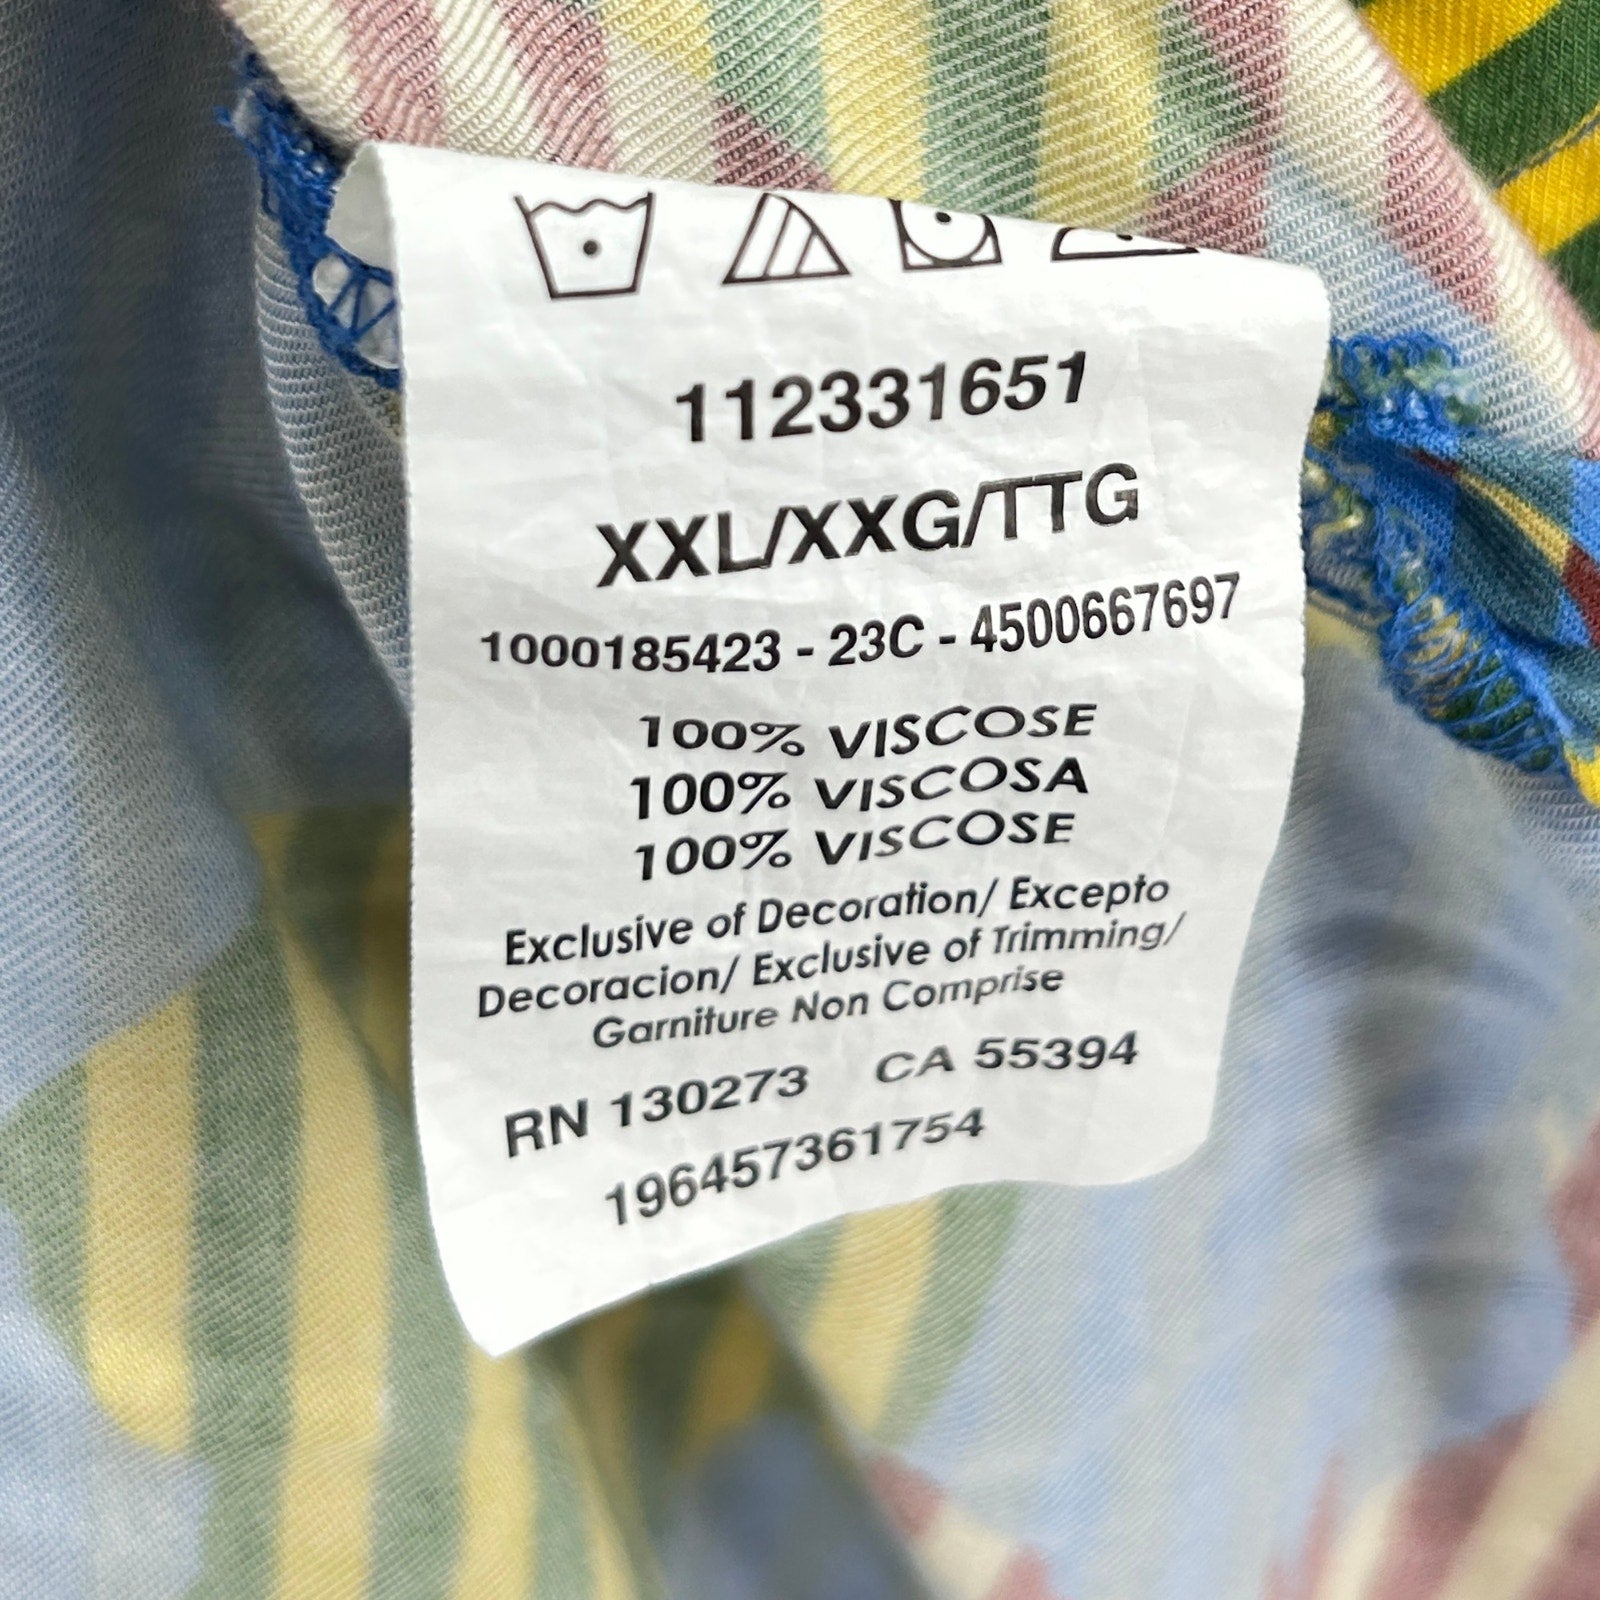 112331651
XXL/XXG/TTG
1000185423 - 23C - 4500667697
100% VISCOSE
100% VISCOSA
100% VISCOSE
Exclusive of Decoration/ Excepto
Decoracion/ Exclusive of Trimming/
Garniture Non Comprise
RN 130273 CA 55394
196457361754